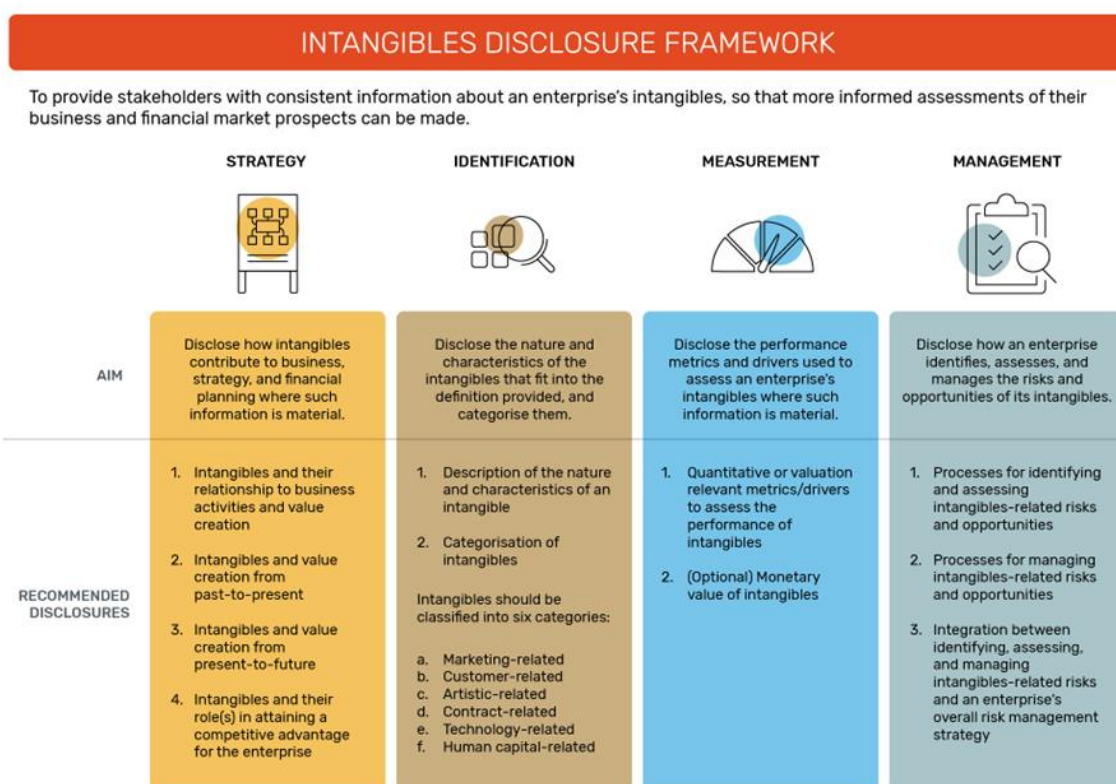 INTANGIBLES DISCLOSURE FRAMEWORK
To provide stakeholders with consistent information about an enterprise's intangibles, so that more informed assessments of their
business and financial market prospects can be made.
STRATEGY
IDENTIFICATION
MEASUREMENT
MANAGEMENT
AIM
Disclose how intangibles
contribute to business,
strategy, and financial
planning where such
information is material.
Disclose the nature and
characteristics of the
intangibles that fit into the
definition provided, and
categorise them.
Disclose the performance
metrics and drivers used to
assess an enterprise's
intangibles where such
information is material.
Disclose how an enterprise
identifies, assesses, and
manages the risks and
opportunities of its intangibles.
RECOMMENDED
DISCLOSURES
1. Intangibles and their
relationship to business
activities and value
creation
2. Intangibles and value
creation from
past-to-present
3. Intangibles and value
creation from
present-to-future
4. Intangibles and their
role(s) in attaining a
competitive advantage
for the enterprise
1. Description of the nature
and characteristics of an
intangible
2. Categorisation of
intangibles
Intangibles should be
classified into six categories:
a. Marketing-related
b. Customer-related
c. Artistic-related
d. Contract-related
e. Technology-related
f. Human capital-related
1. Quantitative or valuation
relevant metrics/drivers
to assess the
performance of
intangibles
2. (Optional) Monetary
value of intangibles
1. Processes for identifying
and assessing
intangibles-related risks
and opportunities
2. Processes for managing
intangibles-related risks
and opportunities
3. Integration between
identifying, assessing,
and managing
intangibles-related risks
and an enterprise's
overall risk management
strategy